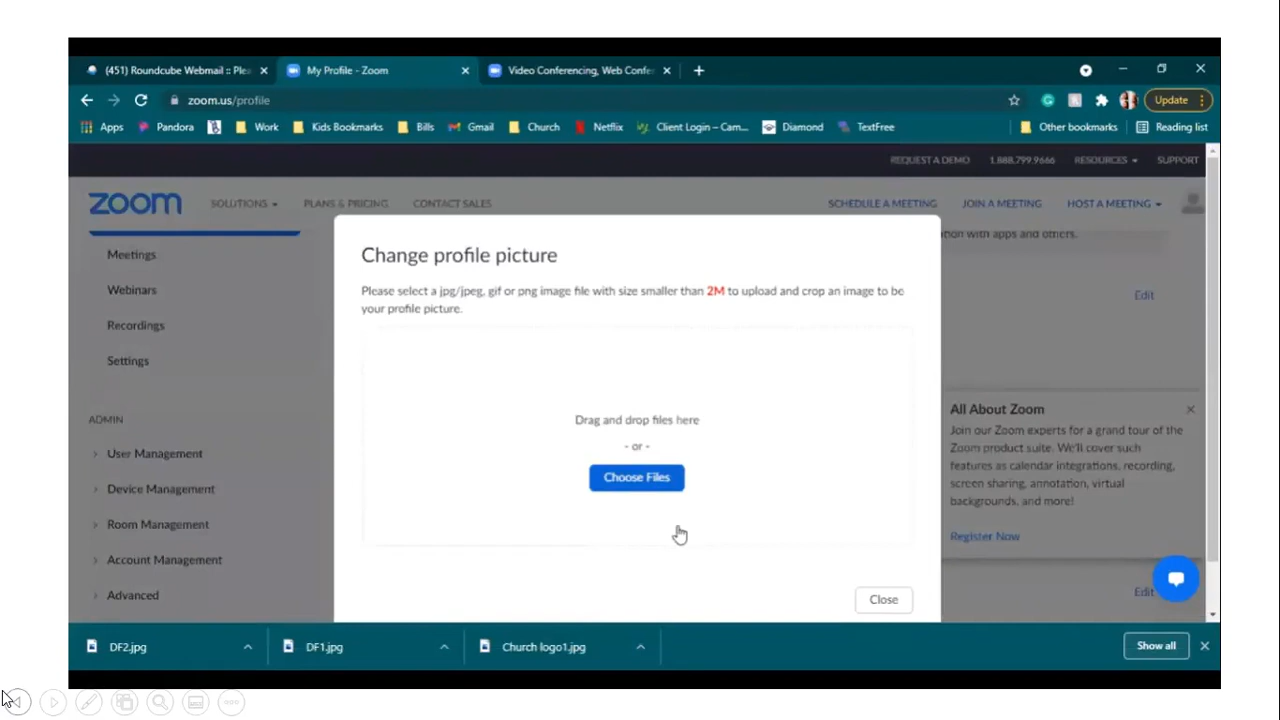 (451) Roundcube Webmail :: Plea
My Profile - Zoom
Video Conferencing, Web Confe
zoom.us/profile
Update
Apps
Pandora
Work
Kids Bookmarks
Bills
Gmail
Church
Netflix
Client Login – Cam...
Diamond
TextFree
Other bookmarks
Reading list
REQUEST A DEMO
1.888.799.9666
RESOURCES
SUPPORT
zoom
SOLUTIONS
PLANS & PRICING
CONTACT SALES
SCHEDULE A MEETING
JOIN A MEETING
HOST A MEETING
with apps and others.
Meetings
Webinars
Recordings
Settings
ADMIN
User Management
Device Management
Room Management
Account Management
Advanced
Change profile picture
Please select a jpg/jpeg, gif or png image file with size smaller than 2M to upload and crop an image to be
your profile picture.
Drag and drop files here
- or -
Choose Files
Close
Edit
All About Zoom
Join our Zoom experts for a grand tour of the
Zoom product suite. We'll cover such
features as calendar integrations, recording,
screen sharing, annotation, virtual
backgrounds, and more!
Register Now
Edit
DF2.jpg
DF1.jpg
Church logo1.jpg
Show all